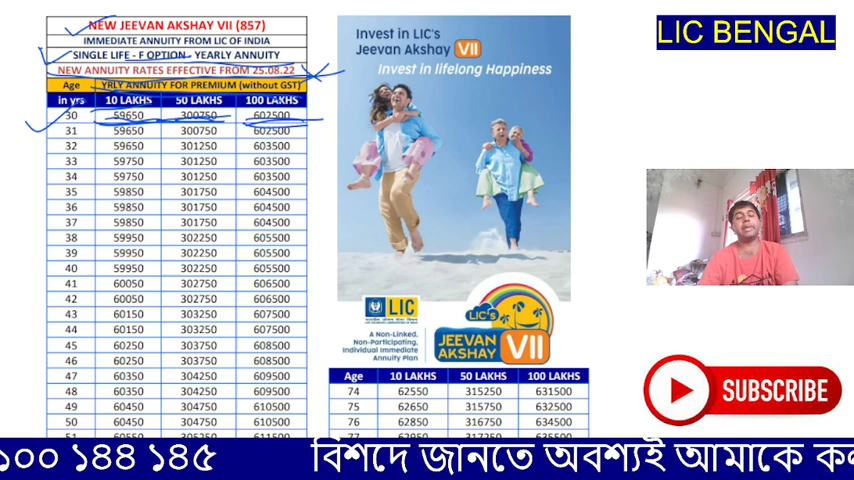 NEW JEEVAN AKSHAY VII (857)
IMMEDIATE ANNUITY FROM LIC OF INDIA
SINGLE LIFE - F OPTION - YEARLY ANNUITY
NEW ANNUITY RATES EFFECTIVE FROM 25.08.22
Age YRLY ANNUITY FOR PREMIUM (without GST)
in yrs 10 LAKHS 50 LAKHS 100 LAKHS
30 59650 300750 602500
31 59650 300750 602500
32 59650 301250 603500
33 59750 301250 603500
34 59750 301250 603500
35 59850 301750 604500
36 59850 301750 604500
37 59850 301750 604500
38 59950 302250 605500
39 59950 302250 605500
40 59950 302250 605500
41 60050 302750 606500
42 60050 302750 606500
43 60150 303250 607500
44 60150 303250 607500
45 60250 303750 608500
46 60250 303750 608500
47 60350 304250 609500
48 60350 304250 609500
49 60450 304750 610500
50 60450 304750 610500
51 60550 305250 611500
Invest in LIC's
Jeevan Akshay VII
Invest in lifelong Happiness
LIC
A Non-Linked,
Non-Participating,
Individual Immediate
Annuity Plan
LIC's
JEEVAN
AKSHAY VII
Age 10 LAKHS 50 LAKHS 100 LAKHS
74 62550 315250 631500
75 62650 315750 632500
76 62850 316750 634500
77 62950 317250 635500
LIC BENGAL
SUBSCRIBE
১০০ ১৪৪ ১৪৫ বিশদে জানতে অবশ্যই আমাকে